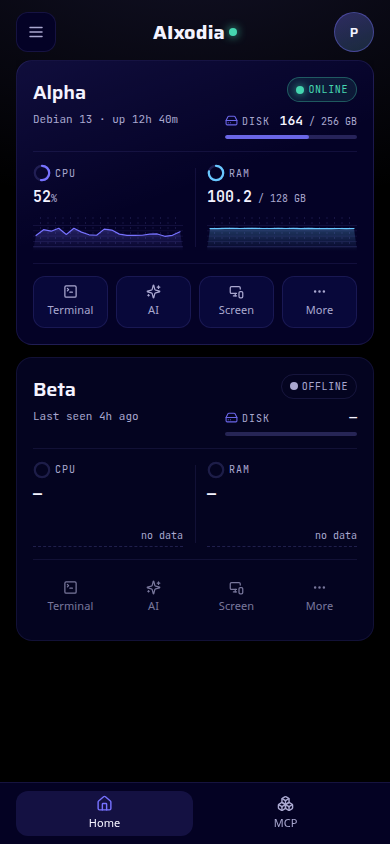 AIxodia
P
Alpha
ONLINE
Debian 13 · up 12h 40m
DISK 164 / 256 GB
CPU
RAM
52%
100.2 / 128 GB
Terminal
AI
Screen
More
Beta
OFFLINE
Last seen 4h ago
DISK —
CPU
RAM
—
—
no data
no data
Terminal
AI
Screen
More
Home
MCP